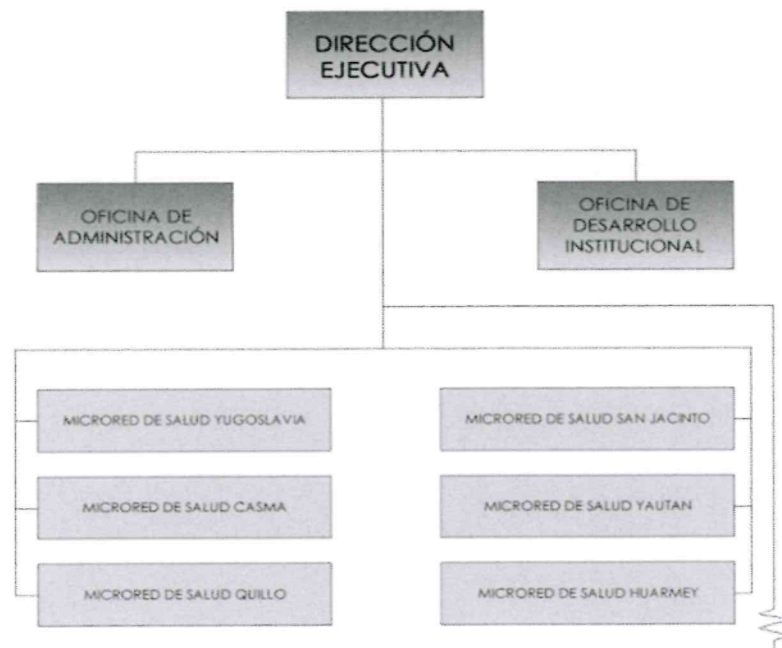 DIRECCIÓN
EJECUTIVA
OFICINA DE
ADMINISTRACIÓN
OFICINA DE
DESARROLLO
INSTITUCIONAL
MICRORED DE SALUD YUGOSLAVIA
MICRORED DE SALUD SAN JACINTO
MICRORED DE SALUD CASMA
MICRORED DE SALUD YAUTAN
MICRORED DE SALUD QUILLO
MICRORED DE SALUD HUARMEY